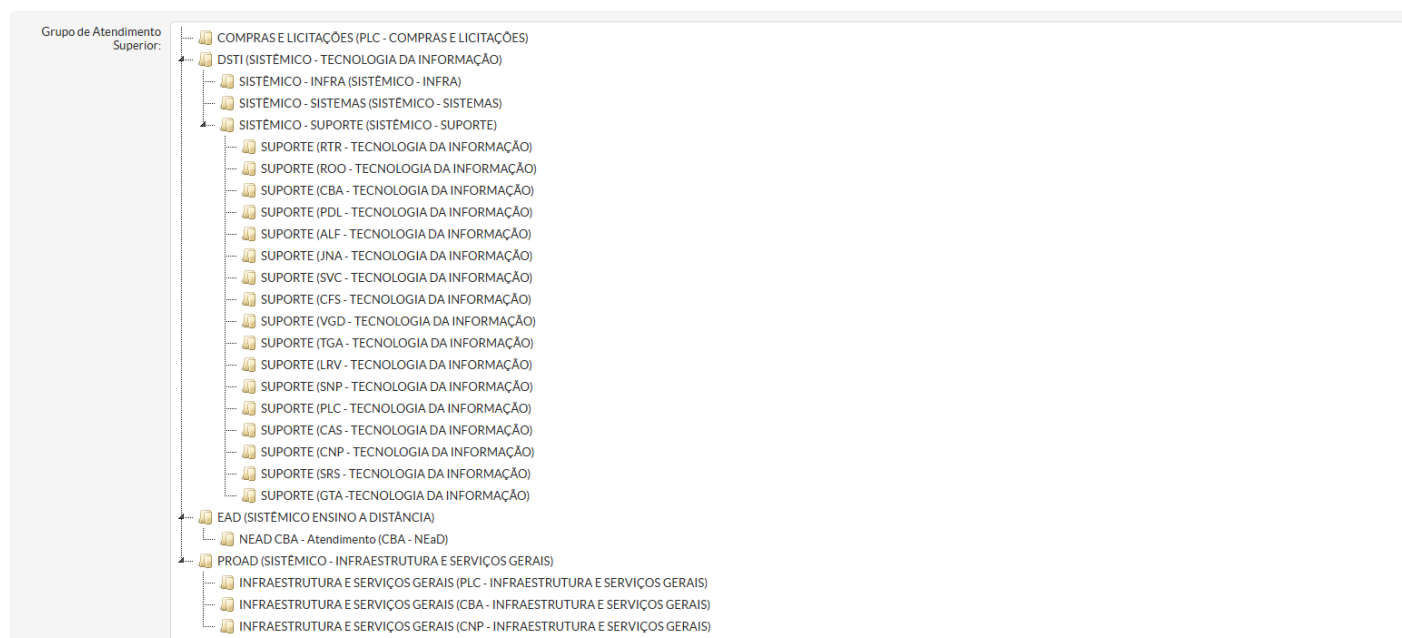 Grupo de Atendimento
Superior:
COMPRAS E LICITAÇÕES (PLC - COMPRAS E LICITAÇÕES)
DSTI (SISTÊMICO - TECNOLOGIA DA INFORMAÇÃO)
SISTÊMICO - INFRA (SISTÊMICO - INFRA)
SISTÊMICO - SISTEMAS (SISTÊMICO - SISTEMAS)
SISTÊMICO - SUPORTE (SISTÊMICO - SUPORTE)
SUPORTE (RTR - TECNOLOGIA DA INFORMAÇÃO)
SUPORTE (ROO - TECNOLOGIA DA INFORMAÇÃO)
SUPORTE (CBA - TECNOLOGIA DA INFORMAÇÃO)
SUPORTE (PDL - TECNOLOGIA DA INFORMAÇÃO)
SUPORTE (ALF - TECNOLOGIA DA INFORMAÇÃO)
SUPORTE (JNA - TECNOLOGIA DA INFORMAÇÃO)
SUPORTE (SVC - TECNOLOGIA DA INFORMAÇÃO)
SUPORTE (CFS - TECNOLOGIA DA INFORMAÇÃO)
SUPORTE (VGD - TECNOLOGIA DA INFORMAÇÃO)
SUPORTE (TGA - TECNOLOGIA DA INFORMAÇÃO)
SUPORTE (LRV - TECNOLOGIA DA INFORMAÇÃO)
SUPORTE (SNP - TECNOLOGIA DA INFORMAÇÃO)
SUPORTE (PLC - TECNOLOGIA DA INFORMAÇÃO)
SUPORTE (CAS - TECNOLOGIA DA INFORMAÇÃO)
SUPORTE (CNP - TECNOLOGIA DA INFORMAÇÃO)
SUPORTE (SRS - TECNOLOGIA DA INFORMAÇÃO)
SUPORTE (GTA -TECNOLOGIA DA INFORMAÇÃO)
EAD (SISTÊMICO ENSINO A DISTÂNCIA)
NEAD CBA - Atendimento (CBA - NEaD)
PROAD (SISTÊMICO - INFRAESTRUTURA E SERVIÇOS GERAIS)
INFRAESTRUTURA E SERVIÇOS GERAIS (PLC - INFRAESTRUTURA E SERVIÇOS GERAIS)
INFRAESTRUTURA E SERVIÇOS GERAIS (CBA - INFRAESTRUTURA E SERVIÇOS GERAIS)
INFRAESTRUTURA E SERVIÇOS GERAIS (CNP - INFRAESTRUTURA E SERVIÇOS GERAIS)